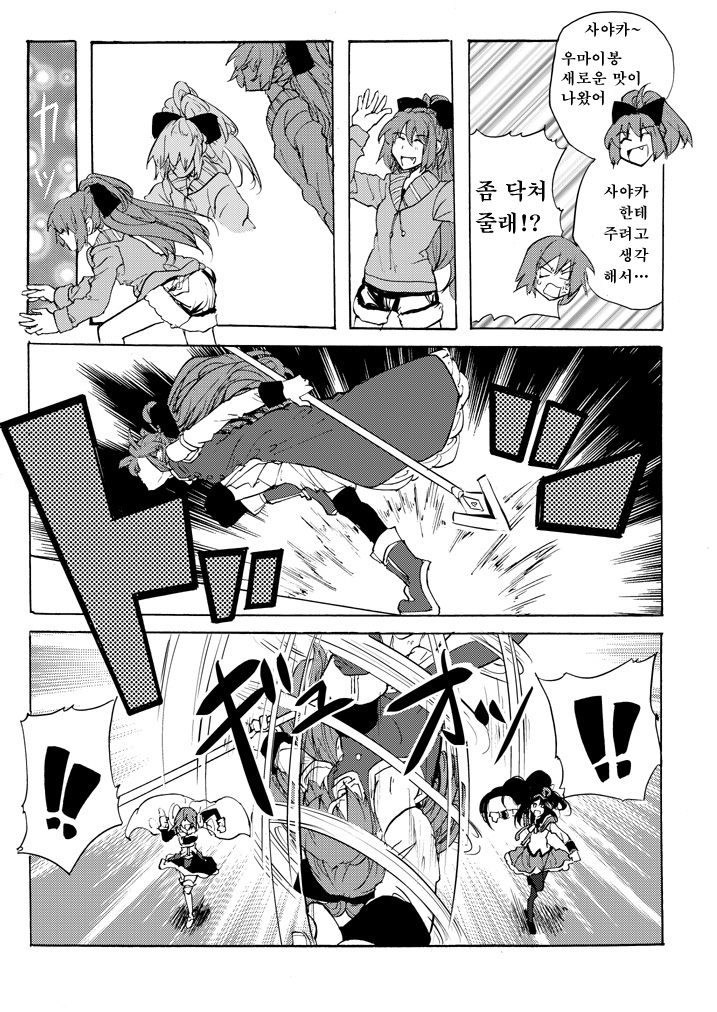 사야카~
우마이봉
새로운 맛이
나왔어
사야카
한테
주려고
생각
해서…
좀 닥쳐
줄래!?
カッ
ドドド
ギュオッ
!!
!!